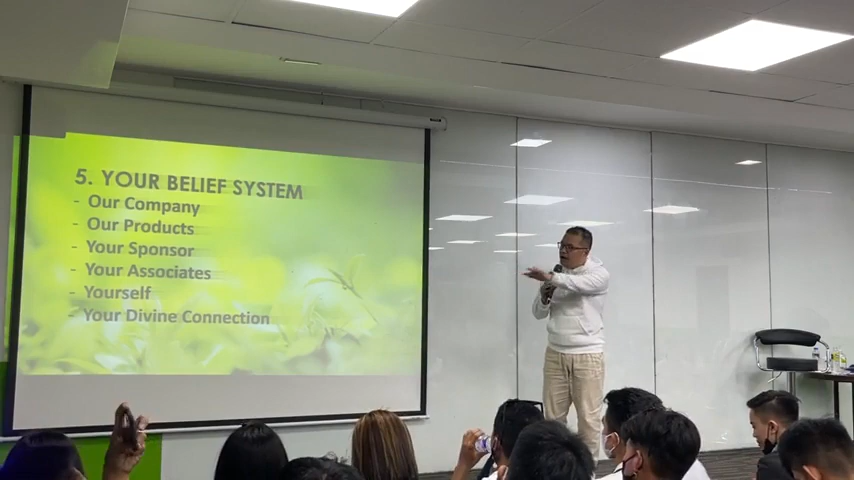 5. YOUR BELIEF SYSTEM
- Our Company
- Our Products
- Your Sponsor
- Your Associates
- Yourself
- Your Divine Connection